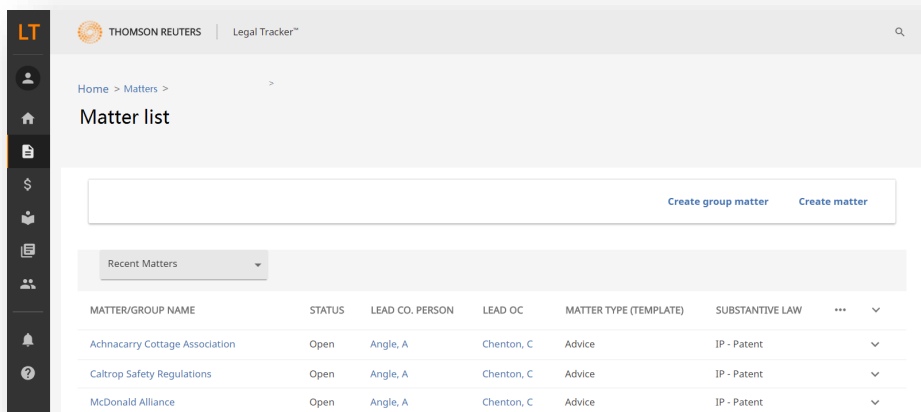 LT
THOMSON REUTERS Legal Tracker™
Home > Matters > >
Matter list
Create group matter Create matter
Recent Matters
MATTER/GROUP NAME STATUS LEAD CO. PERSON LEAD OC MATTER TYPE (TEMPLATE) SUBSTANTIVE LAW
Achnacarry Cottage Association Open Angle, A Chenton, C Advice IP - Patent
Caltrop Safety Regulations Open Angle, A Chenton, C Advice IP - Patent
McDonald Alliance Open Angle, A Chenton, C Advice IP - Patent